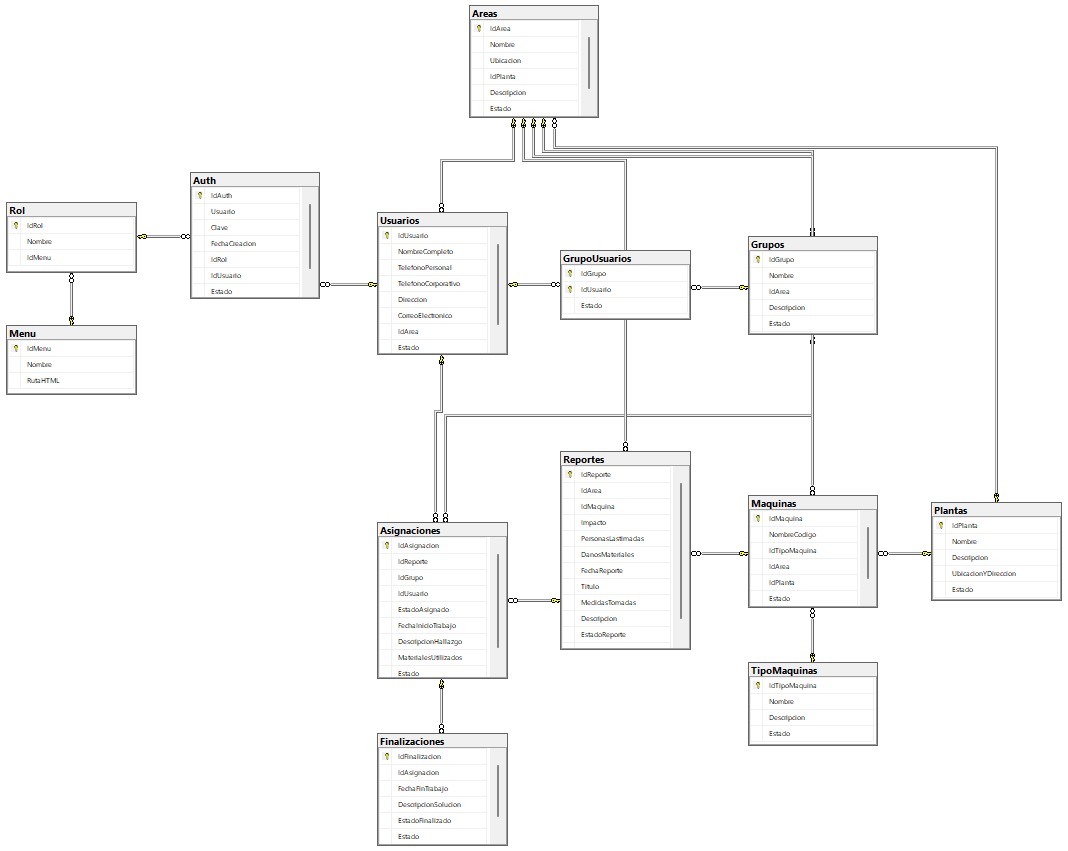 Areas
IdArea
Nombre
Ubicacion
IdPlanta
Descripcion
Estado
Auth
IdAuth
Usuario
Clave
FechaCreacion
IdRol
IdUsuario
Estado
Rol
IdRol
Nombre
IdMenu
Menu
IdMenu
Nombre
RutaHTML
Usuarios
IdUsuario
NombreCompleto
TelefonoPersonal
TelefonoCorporativo
Direccion
CorreoElectronico
IdArea
Estado
GrupoUsuarios
IdGrupo
IdUsuario
Estado
Grupos
IdGrupo
Nombre
IdArea
Descripcion
Estado
Reportes
IdReporte
IdArea
IdMaquina
Impacto
PersonasLastimadas
DanosMateriales
FechaReporte
Titulo
MedidasTomadas
Descripcion
EstadoReporte
Maquinas
IdMaquina
NombreCodigo
IdTipoMaquina
IdArea
IdPlanta
Estado
Plantas
IdPlanta
Nombre
Descripcion
UbicacionYDireccion
Estado
Asignaciones
IdAsignacion
IdReporte
IdGrupo
IdUsuario
EstadoAsignado
FechaInicioTrabajo
DescripcionHallazgo
MaterialesUtilizados
Estado
TipoMaquinas
IdTipoMaquina
Nombre
Descripcion
Estado
Finalizaciones
IdFinalizacion
IdAsignacion
FechaFinTrabajo
DescripcionSolucion
EstadoFinalizado
Estado